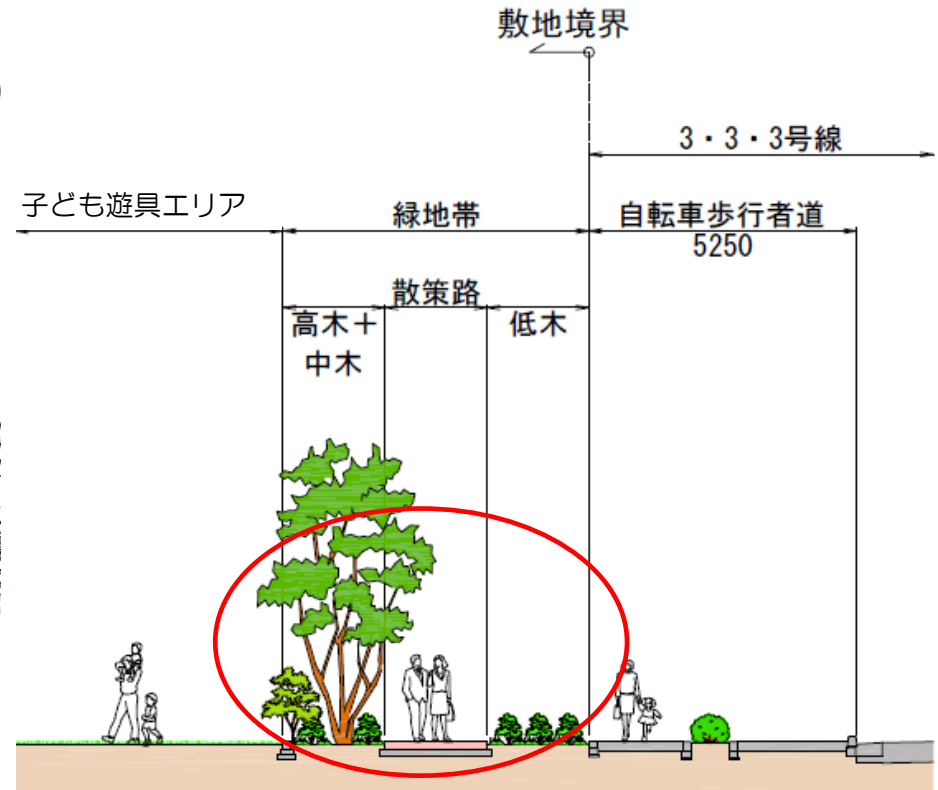 敷地境界
3・3・3号線
子ども遊具エリア
緑地帯
自転車歩行者道
5250
散策路
高木＋
中木
低木